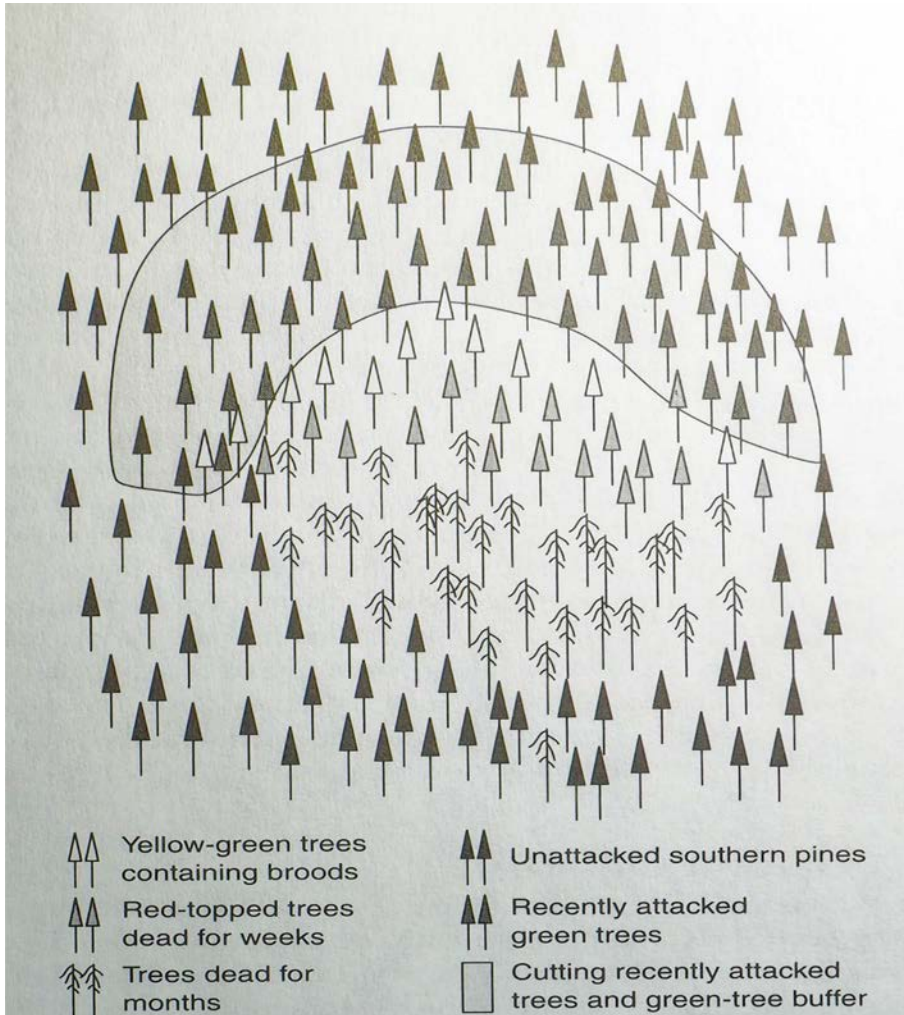 Yellow-green trees
containing broods
Red-topped trees
dead for weeks
Trees dead for
months
Unattacked southern pines
Recently attacked
green trees
Cutting recently attacked
trees and green-tree buffer